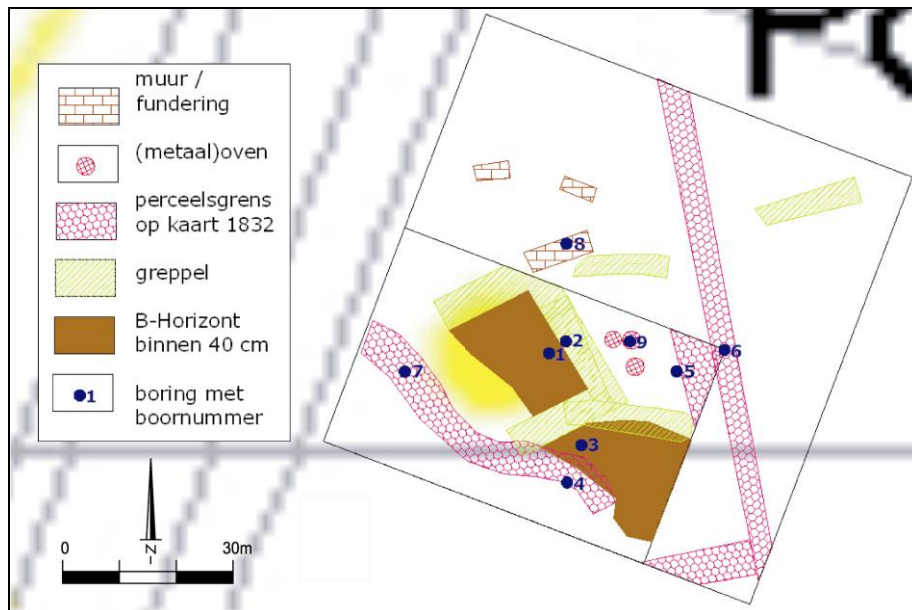 muur /
fundering
(metaal)oven
perceelsgrens
op kaart 1832
greppel
B-Horizont
binnen 40 cm
1
boring met
boornummer
0
N
30m
8
2
9
1
6
7
5
3
4